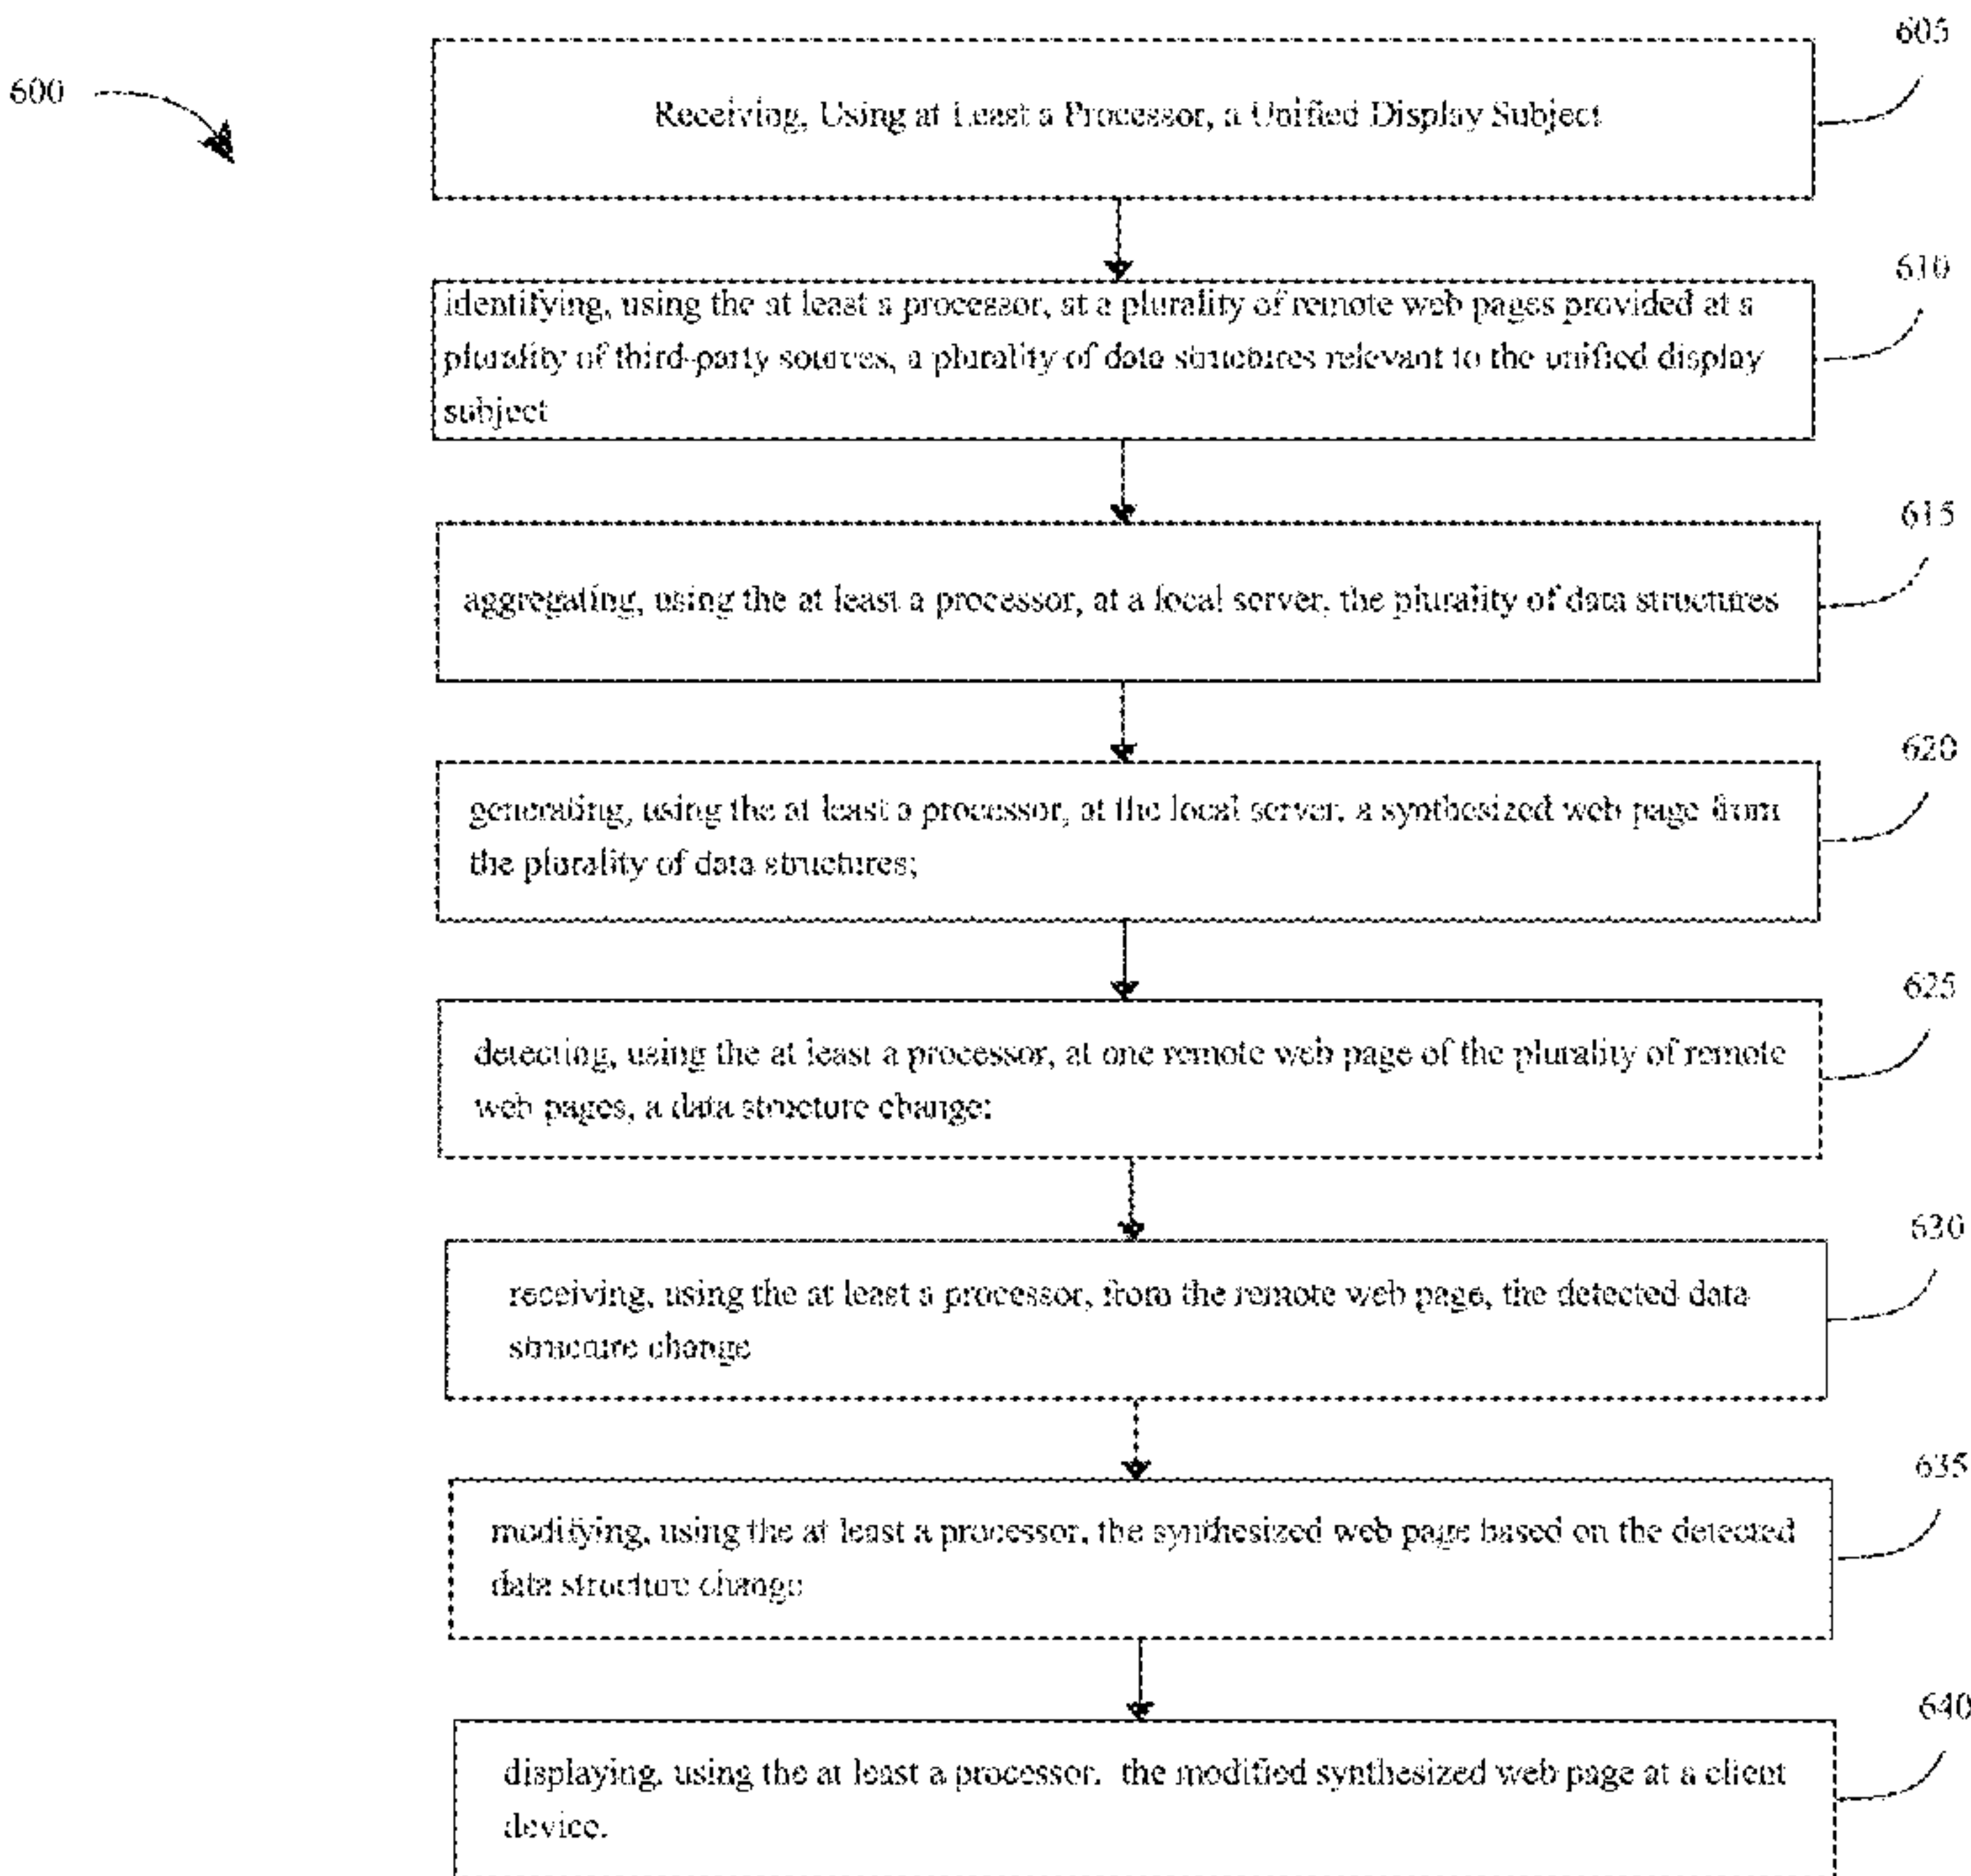 605
600
Receiving, Using at Least a Processor, a Unified Display Subject
610
identifying, using the at least a processor, at a plurality of remote web pages provided at a
plurality of third-party sources, a plurality of data structures relevant to the unified display
subject
615
aggregating, using the at least a processor, at a local server, the plurality of data structures
620
generating, using the at least a processor, at the local server, a synthesized web page from
the plurality of data structures;
625
detecting, using the at least a processor, at one remote web page of the plurality of remote
web pages, a data structure change;
630
receiving, using the at least a processor, from the remote web page, the detected data
structure change
635
modifying, using the at least a processor, the synthesized web page based on the detected
data structure change
640
displaying, using the at least a processor, the modified synthesized web page at a client
device.